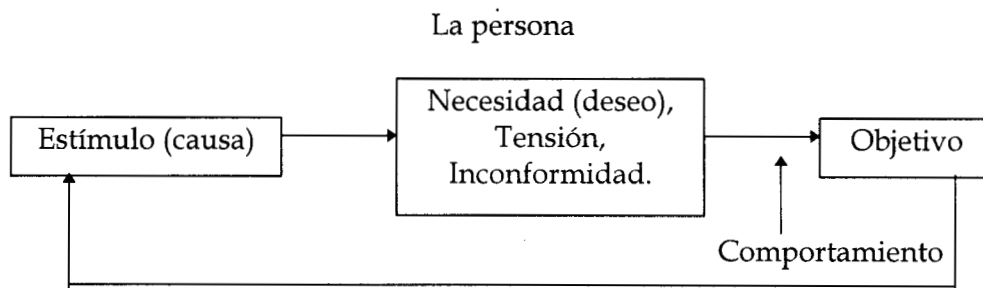 La persona
Estímulo (causa)
Necesidad (deseo),
Tensión,
Inconformidad.
Objetivo
Comportamiento